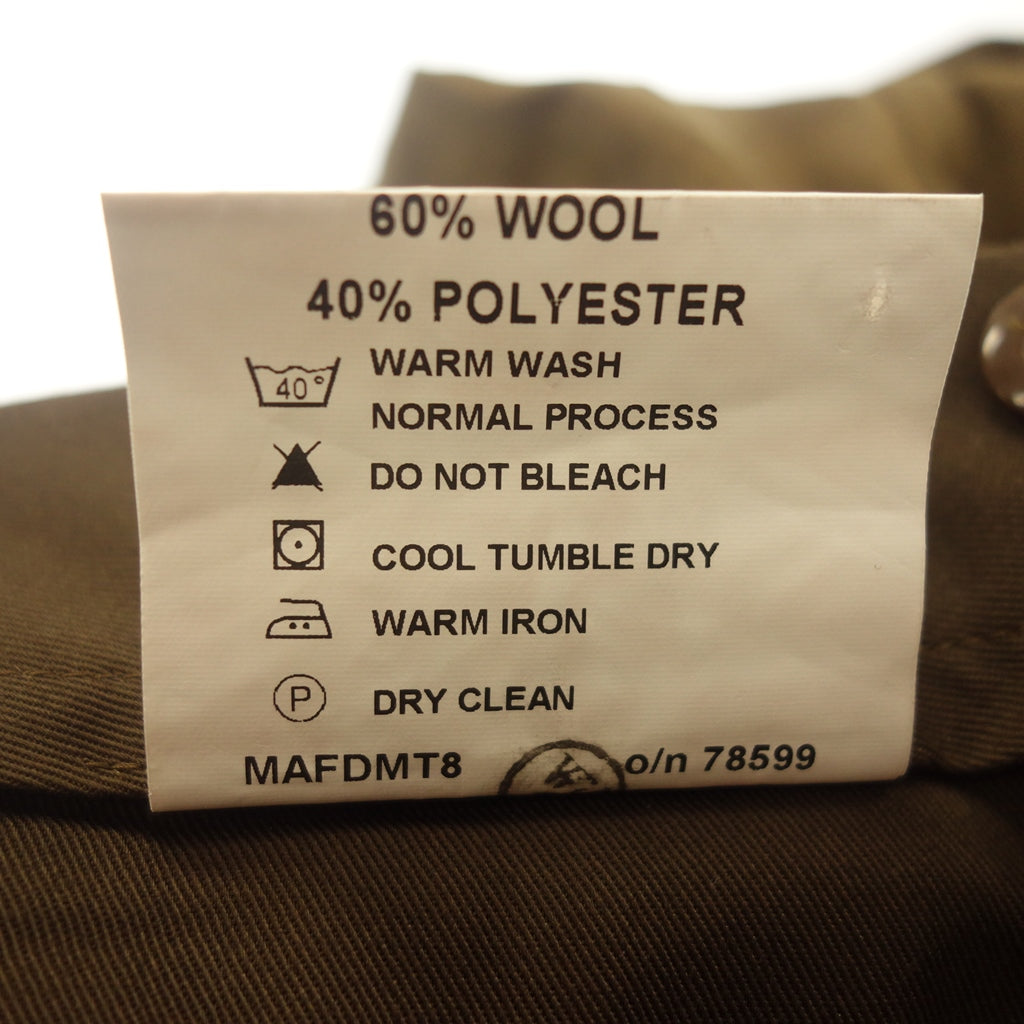 60% WOOL
40% POLYESTER
40° WARM WASH
NORMAL PROCESS
DO NOT BLEACH
COOL TUMBLE DRY
WARM IRON
P DRY CLEAN
MAFDMT8 o/n 78599